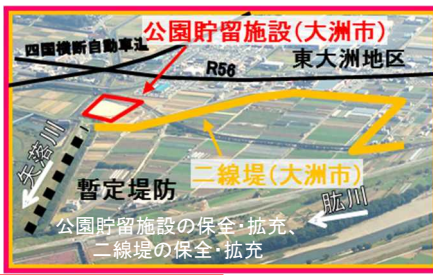 公園貯留施設(大洲市)
四国横断自動車道
R56
東大洲地区
矢落川
二線堤(大洲市)
暫定堤防
肱川
公園貯留施設の保全・拡充、
二線堤の保全・拡充